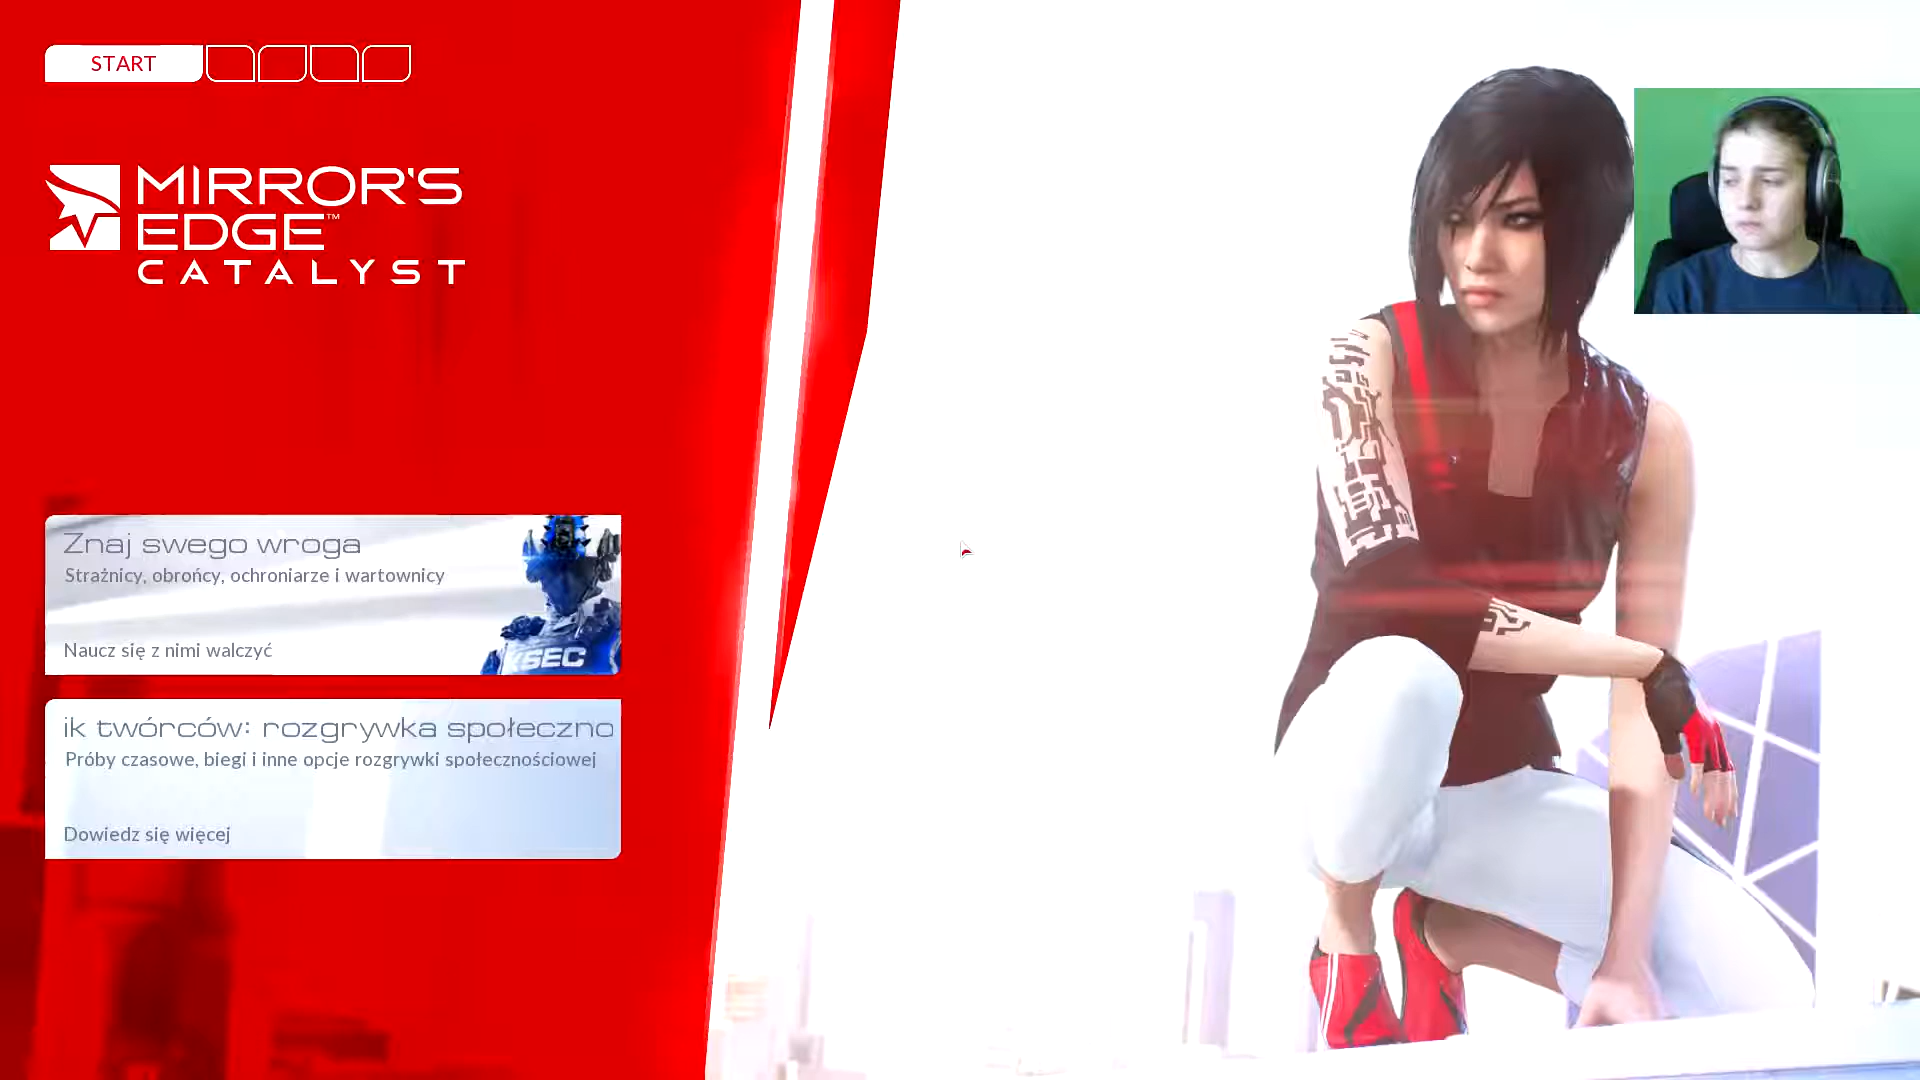 START
MIRROR'S
EDGE™
CATALYST
Znaj swego wroga
Strażnicy, obrońcy, ochroniarze i wartownicy
Naucz się z nimi walczyć
KSEC
ik twórców: rozgrywka społeczno
Próby czasowe, biegi i inne opcje rozgrywki społecznościowej
Dowiedz się więcej